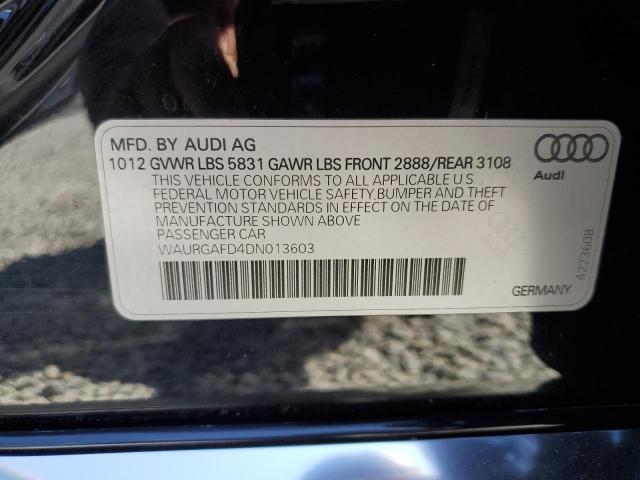 MFD. BY AUDI AG
1012 GVWR LBS 5831 GAWR LBS FRONT 2888/REAR 3108
THIS VEHICLE CONFORMS TO ALL APPLICABLE U.S
FEDERAL MOTOR VEHICLE SAFETY,BUMPER AND THEFT
PREVENTION STANDARDS IN EFFECT ON THE DATE OF
MANUFACTURE SHOWN ABOVE
PASSENGER CAR
WAURGAFD4DN013603
Audi
4223608
GERMANY